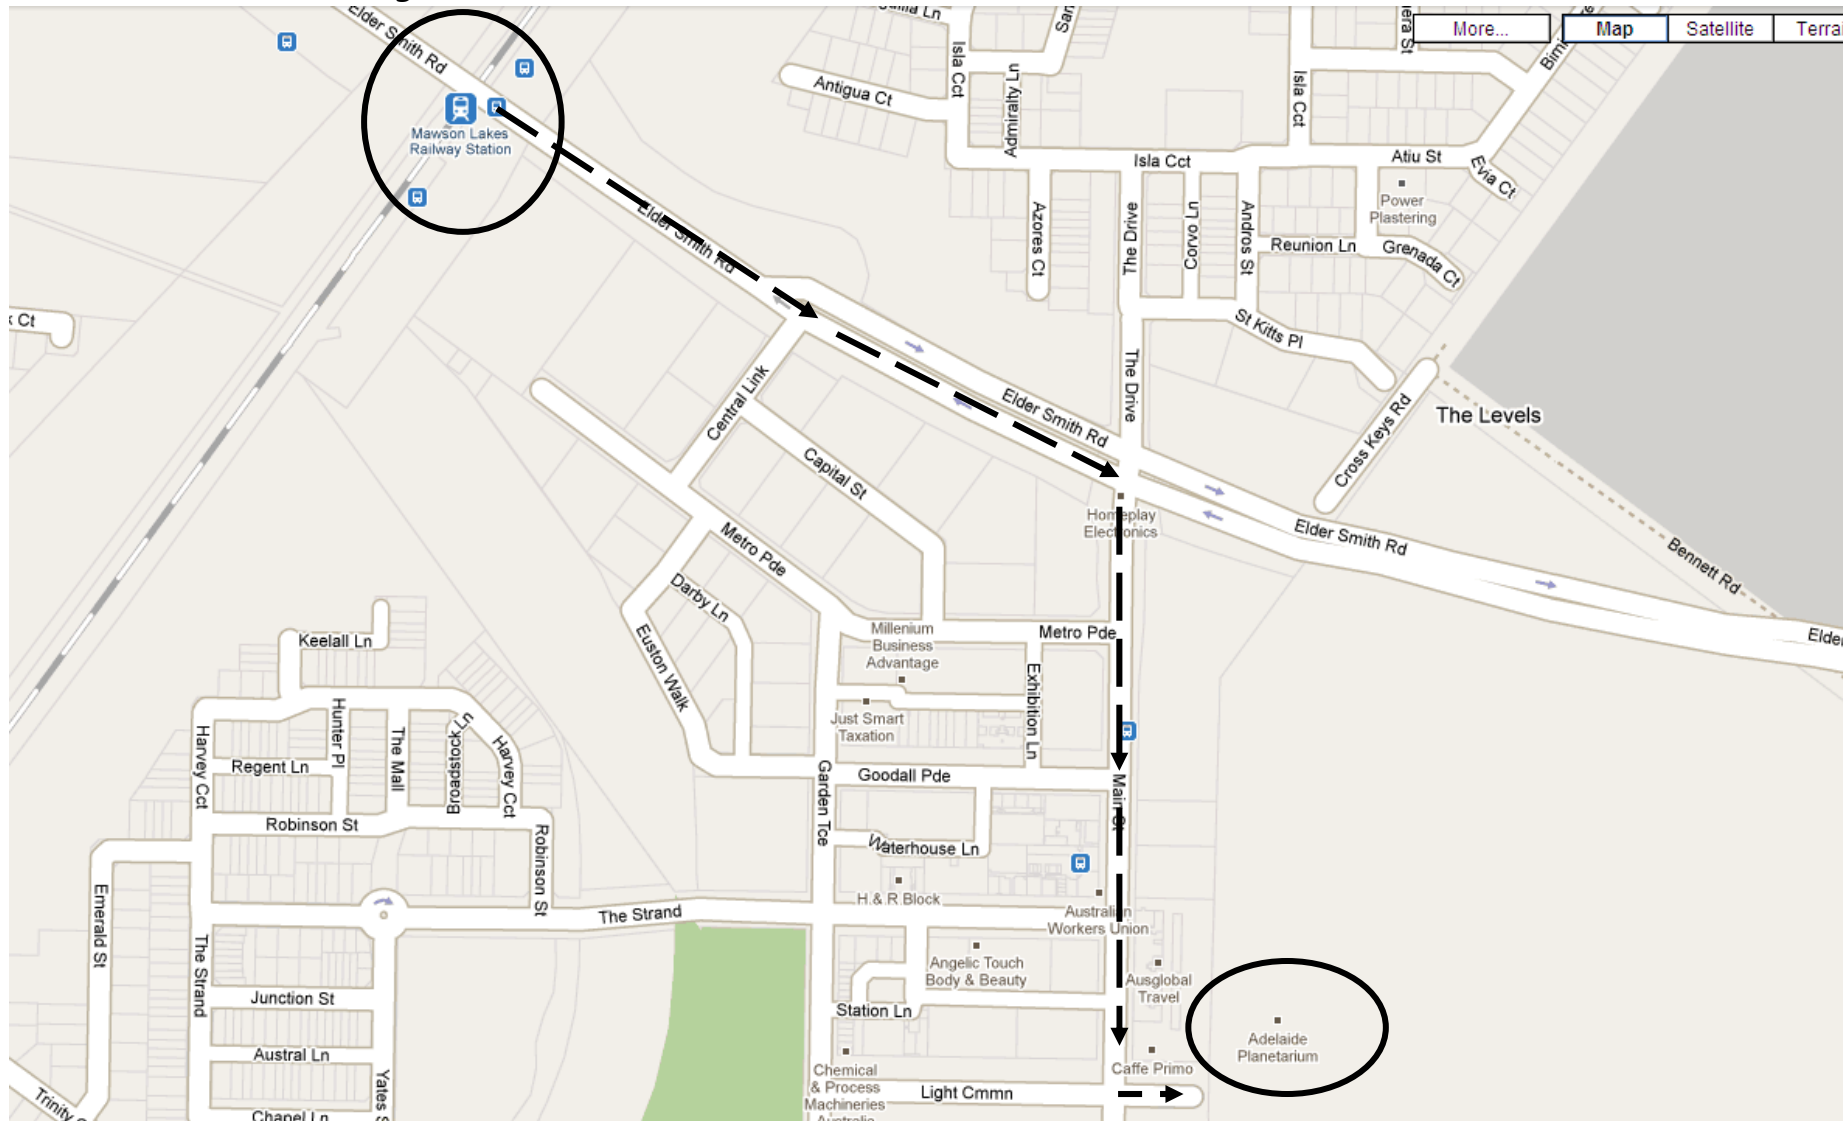 More...
Map
Satellite
Elder Smith Rd
Mawson Lakes
Railway Station
Antigua Ct
Isla Cct
Admiralty Ln
Isla Cct
Isla Cct
Atiu St
Evia Ct
Power
Plastering
Azores Ct
The Drive
Corvo Ln
Andros St
Reunion Ln
Grenada Ct
Elder Smith Rd
St Kitts Pl
Ct
The Drive
Central Link
Elder Smith Rd
Cross Keys Rd
The Levels
Capital St
Homeplay
Electronics
Elder Smith Rd
Bennett Rd
Metro Pde
Darby Ln
Euston Walk
Millenium
Business
Advantage
Metro Pde
Exhibition Ln
Keelall Ln
Just Smart
Taxation
Hunter Pl
The Mall
Broadstock Ln
Harvey Cct
Harvey Cct
Regent Ln
Garden Tce
Goodall Pde
Main St
Robinson St
Robinson St
Waterhouse Ln
H & R Block
Australian
Workers Union
The Strand
Emerald St
The Strand
Angelic Touch
Body & Beauty
Ausglobal
Travel
Junction St
Station Ln
Adelaide
Planetarium
Austral Ln
Caffe Primo
Chemical
& Process
Machineries
Light Cmmn
Yates
Trinity
Chapel Ln